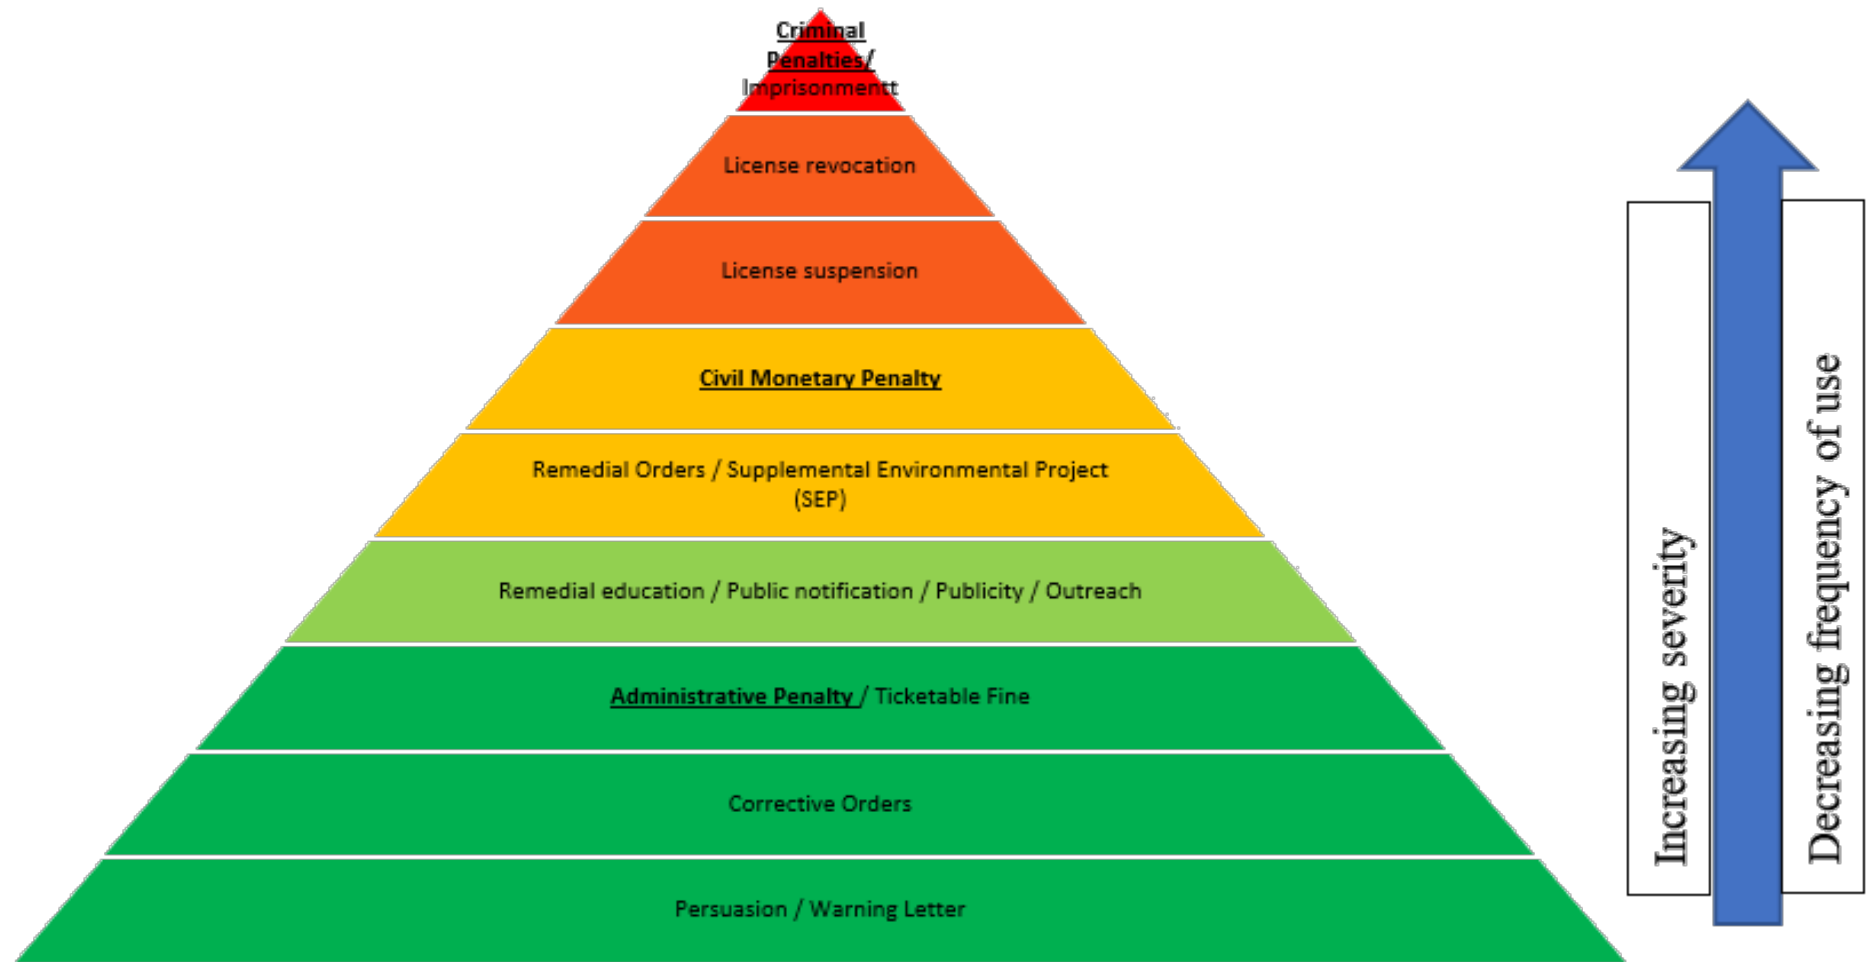 Criminal
Penalties/
Imprisonmentt
License revocation
License suspension
Civil Monetary Penalty
Remedial Orders / Supplemental Environmental Project
(SEP)
Remedial education / Public notification / Publicity / Outreach
Administrative Penalty / Ticketable Fine
Corrective Orders
Persuasion / Warning Letter
Increasing severity
Decreasing frequency of use